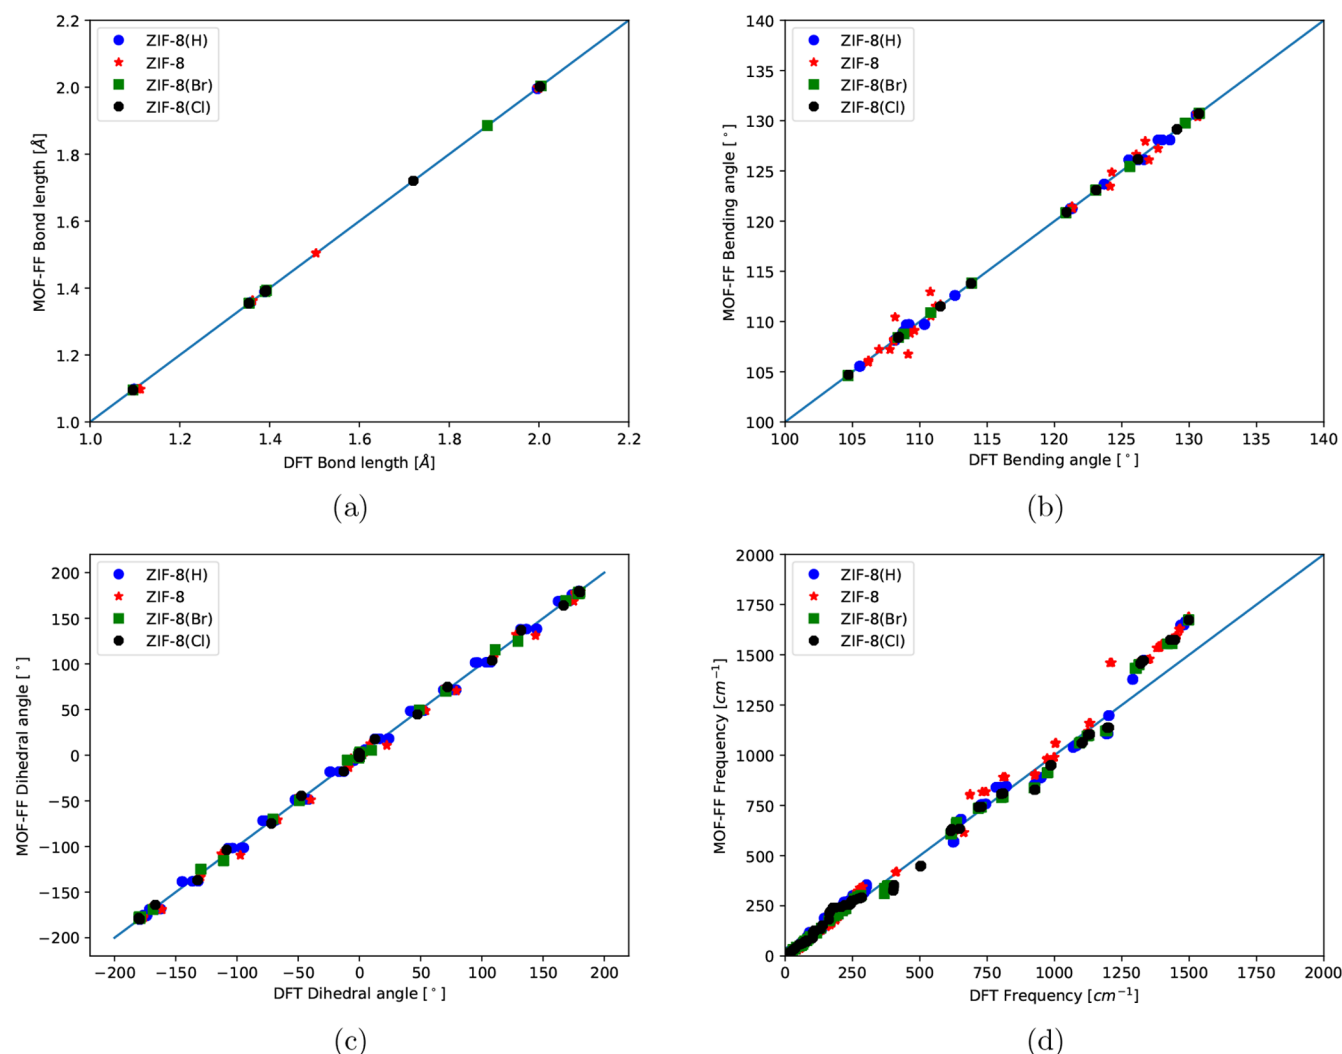 2.2
2.0
1.8
1.6
1.4
1.2
1.0
MOF-FF Bond length [Å]
ZIF-8(H)
ZIF-8
ZIF-8(Br)
ZIF-8(Cl)
1.0 1.2 1.4 1.6 1.8 2.0 2.2
DFT Bond length [Å]
(a)
140
135
130
125
120
115
110
105
100
MOF-FF Bending angle [°]
ZIF-8(H)
ZIF-8
ZIF-8(Br)
ZIF-8(Cl)
100 105 110 115 120 125 130 135 140
DFT Bending angle [°]
(b)
200
150
100
50
0
−50
−100
−150
−200
MOF-FF Dihedral angle [°]
ZIF-8(H)
ZIF-8
ZIF-8(Br)
ZIF-8(Cl)
−200 −150 −100 −50 0 50 100 150 200
DFT Dihedral angle [°]
(c)
2000
1750
1500
1250
1000
750
500
250
0
MOF-FF Frequency [cm⁻¹]
ZIF-8(H)
ZIF-8
ZIF-8(Br)
ZIF-8(Cl)
0 250 500 750 1000 1250 1500 1750 2000
DFT Frequency [cm⁻¹]
(d)